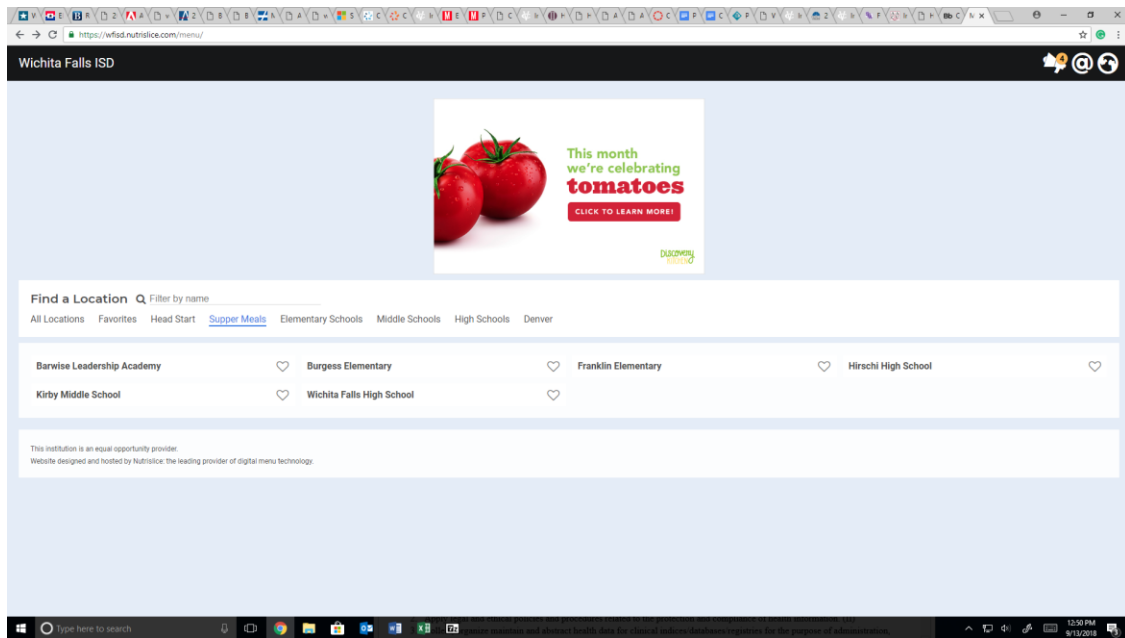 https://wfisd.nutrislice.com/menu/
Wichita Falls ISD
4
This month
we're celebrating
tomatoes
CLICK TO LEARN MORE!
DISCOVERY
KITCHEN
Find a Location Filter by name
All Locations Favorites Head Start Supper Meals Elementary Schools Middle Schools High Schools Denver
Barwise Leadership Academy Burgess Elementary Franklin Elementary Hirschi High School
Kirby Middle School Wichita Falls High School
This institution is an equal opportunity provider.
Website designed and hosted by Nutrislice: the leading provider of digital menu technology.
Type here to search
12:50 PM
9/13/2018